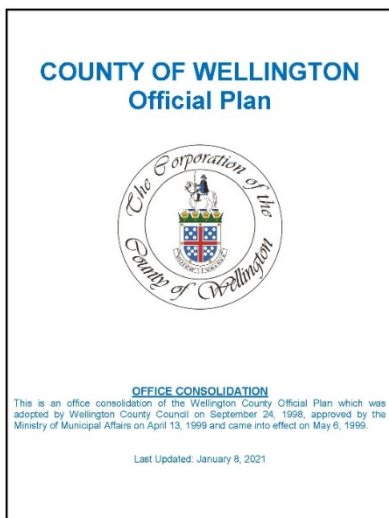 COUNTY OF WELLINGTON
Official Plan
The Corporation of the
County of Wellington
OFFICE CONSOLIDATION
This is an office consolidation of the Wellington County Official Plan which was
adopted by Wellington County Council on September 24, 1998, approved by the
Ministry of Municipal Affairs on April 13, 1999 and came into effect on May 6, 1999.
Last Updated: January 8, 2021